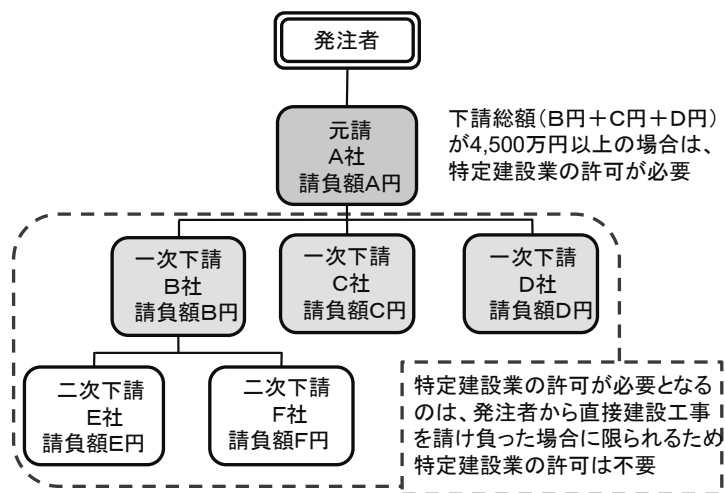 発注者
元請
A社
請負額A円
下請総額（B円＋C円＋D円）
が4,500万円以上の場合は、
特定建設業の許可が必要
一次下請
B社
請負額B円
一次下請
C社
請負額C円
一次下請
D社
請負額D円
二次下請
E社
請負額E円
二次下請
F社
請負額F円
特定建設業の許可が必要となる
のは、発注者から直接建設工事
を請け負った場合に限られるため
特定建設業の許可は不要